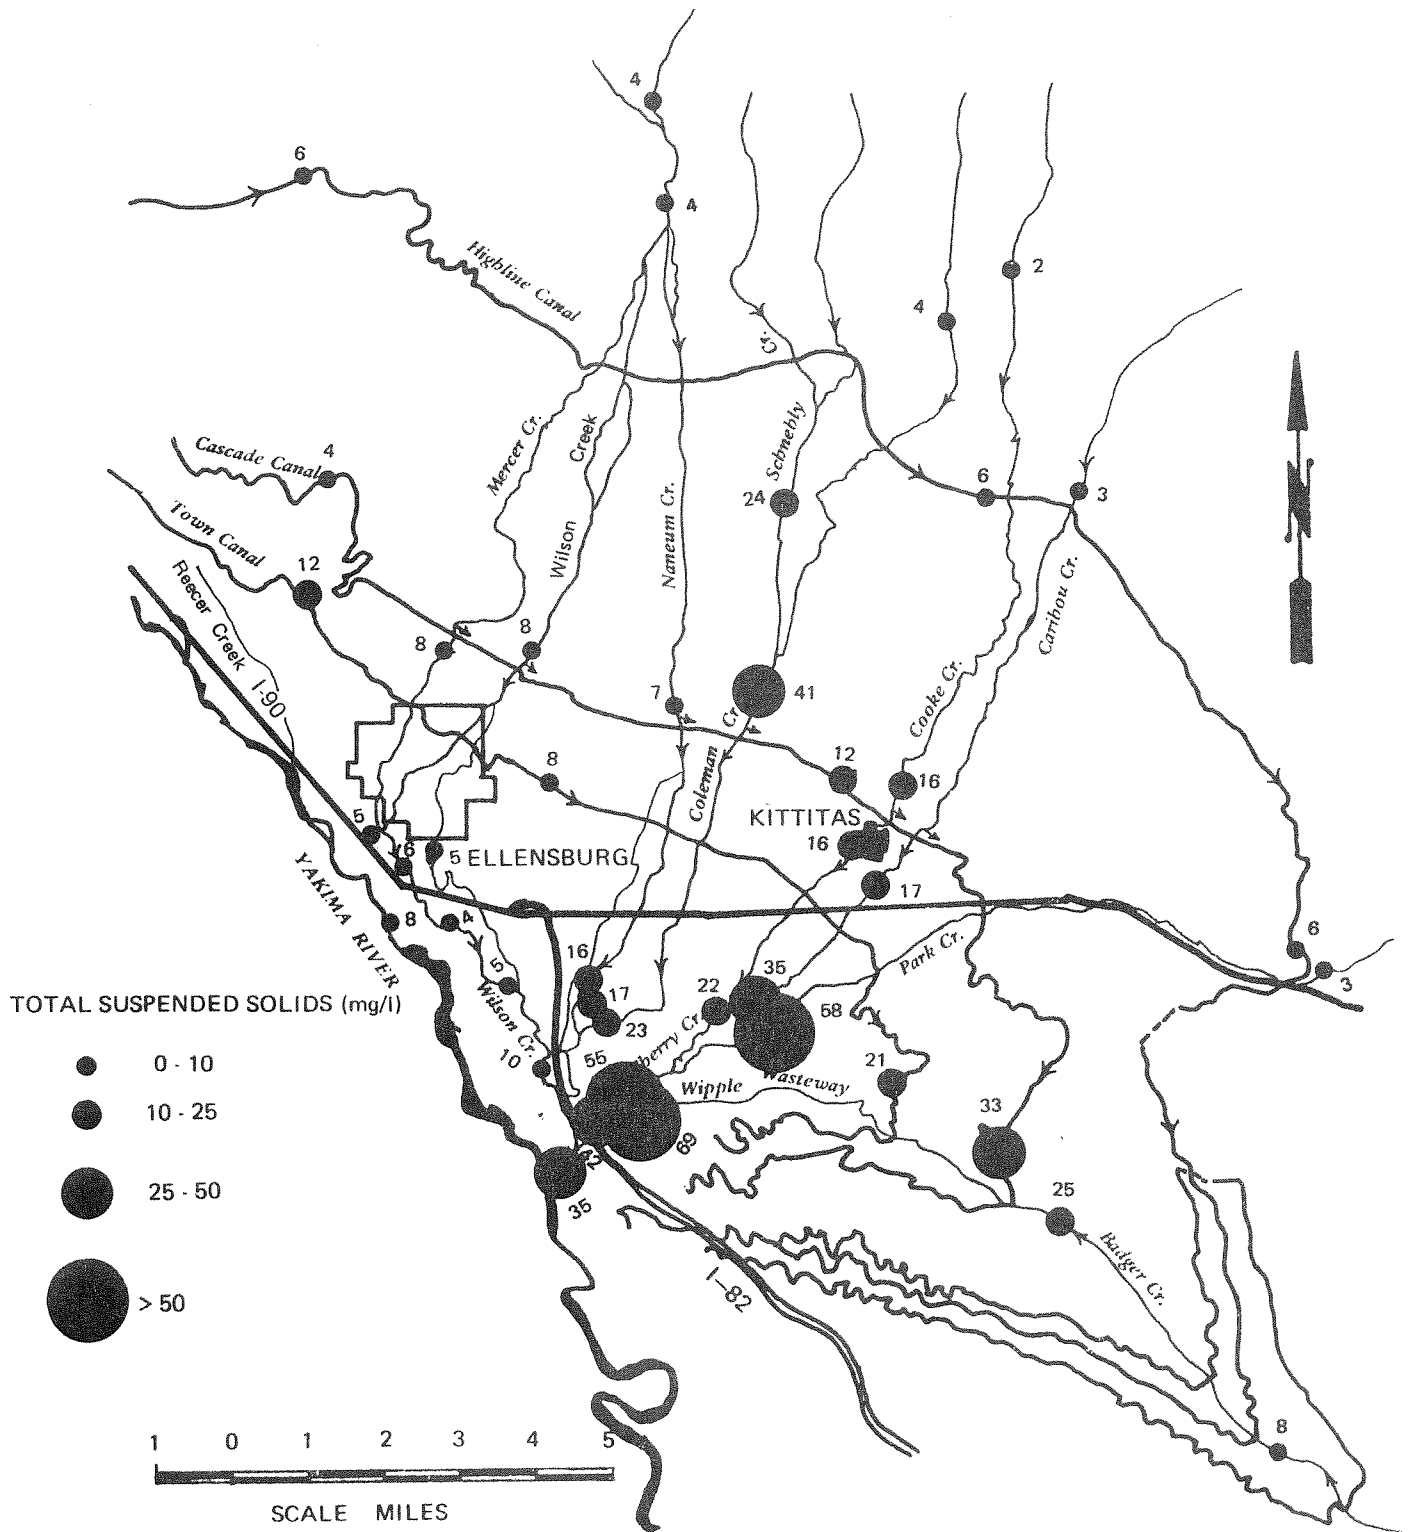 4
6
4
Highline Canal
2
4
Cr.
Schnebly
Mercer Cr.
Creek
Wilson
Cascade Canal
4
Naneum Cr.
24
6
3
Town Canal
12
Reecer Creek
I-90
Caribou Cr.
8
8
7
41
Cr.
Coleman
Cooke Cr.
8
12
16
KITTITAS
16
5
6
5
ELLENSBURG
17
YAKIMA RIVER
8
4
Park Cr.
6
3
5
Wilson Cr.
16
17
23
22
35
58
TOTAL SUSPENDED SOLIDS (mg/l)
0 - 10
10 - 25
25 - 50
> 50
10
55
berry Cr.
Wipple Wasteway
21
33
69
35
25
Badger Cr.
I-82
8
1 0 1 2 3 4 5
SCALE MILES
N